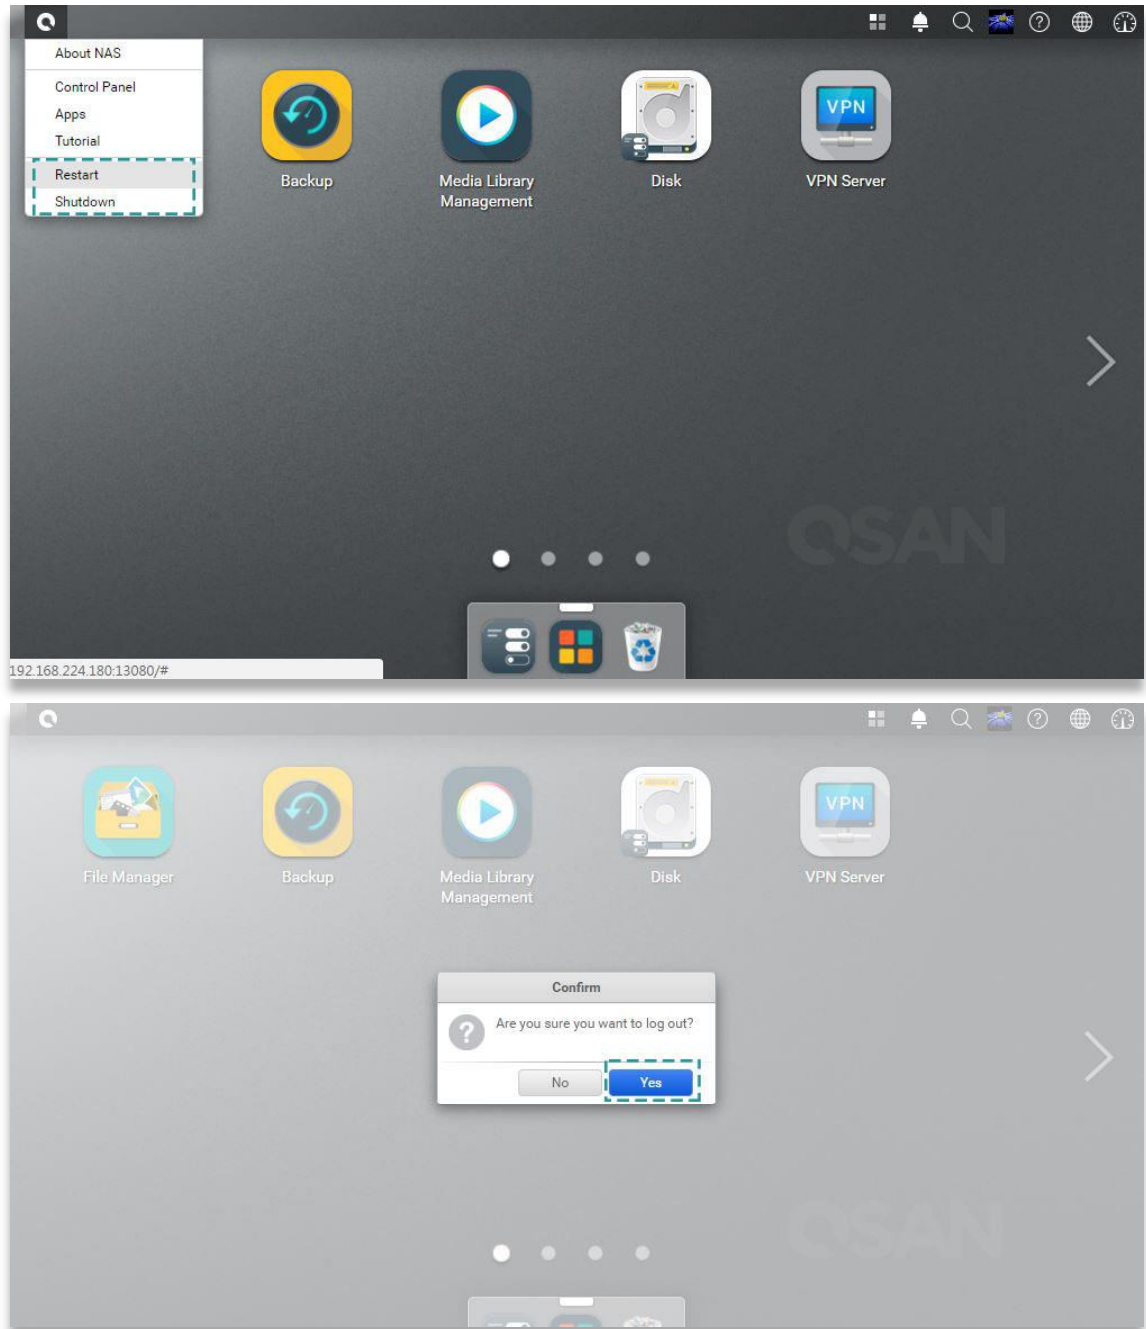 About NAS
Control Panel
Apps
Tutorial
Restart
Shutdown
Backup
Media Library
Management
Disk
VPN
VPN Server
QSAN
192.168.224.180:13080/#
File Manager
Backup
Media Library
Management
Disk
VPN
VPN Server
Confirm
?
Are you sure you want to log out?
No
Yes
QSAN